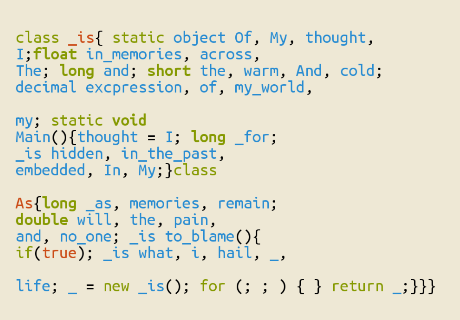 class _is{ static object Of, My, thought,
I;float in_memories, across,
The; long and; short the, warm, And, cold;
decimal excpression, of, my_world,
my; static void
Main(){thought = I; long _for;
_is hidden, in_the_past,
embedded, In, My;}class
As{long _as, memories, remain;
double will, the, pain,
and, no_one; _is to_blame(){
if(true); _is what, i, hail, _,
life; _ = new _is(); for (; ; ) { } return _;}}}